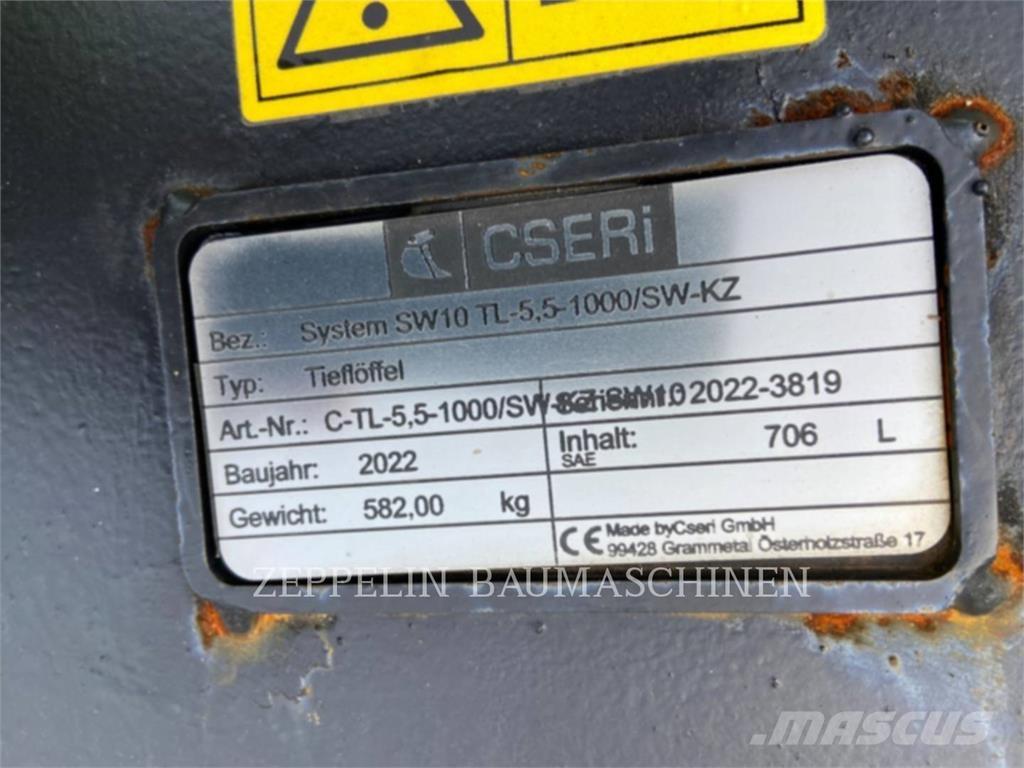 CSERi
Bez.: System SW10 TL-5,5-1000/SW-KZ
Typ: Tieflöffel
Art.-Nr.: C-TL-5,5-1000/SW-KZ-SW10 2022-3819
Baujahr: 2022 Inhalt: 706 L
SAE
Gewicht: 582,00 kg
CE Made byCseri GmbH
99428 Grammetal Österholzstraße 17
ZEPPELIN BAUMASCHINEN
MASCUS